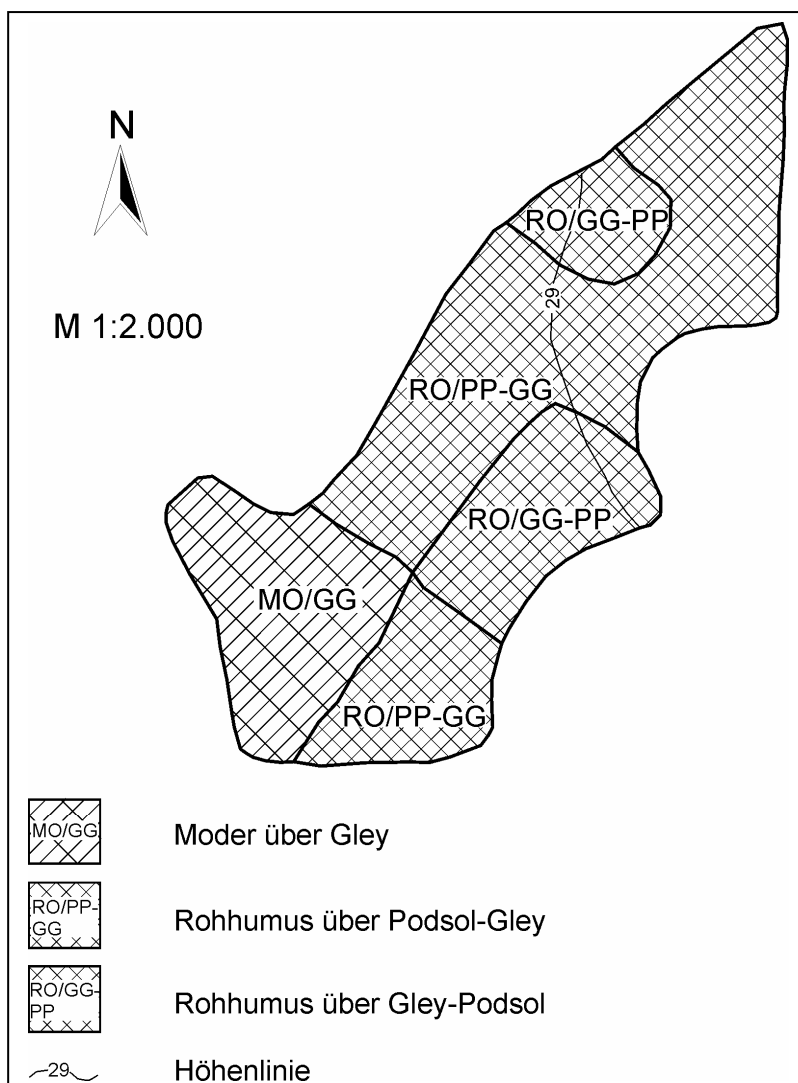 N
M 1:2.000
RO/GG-PP
29
RO/PP-GG
RO/GG-PP
MO/GG
RO/PP-GG
MO/GG Moder über Gley
RO/PP-
GG Rohhumus über Podsol-Gley
RO/GG-
PP Rohhumus über Gley-Podsol
29 Höhenlinie